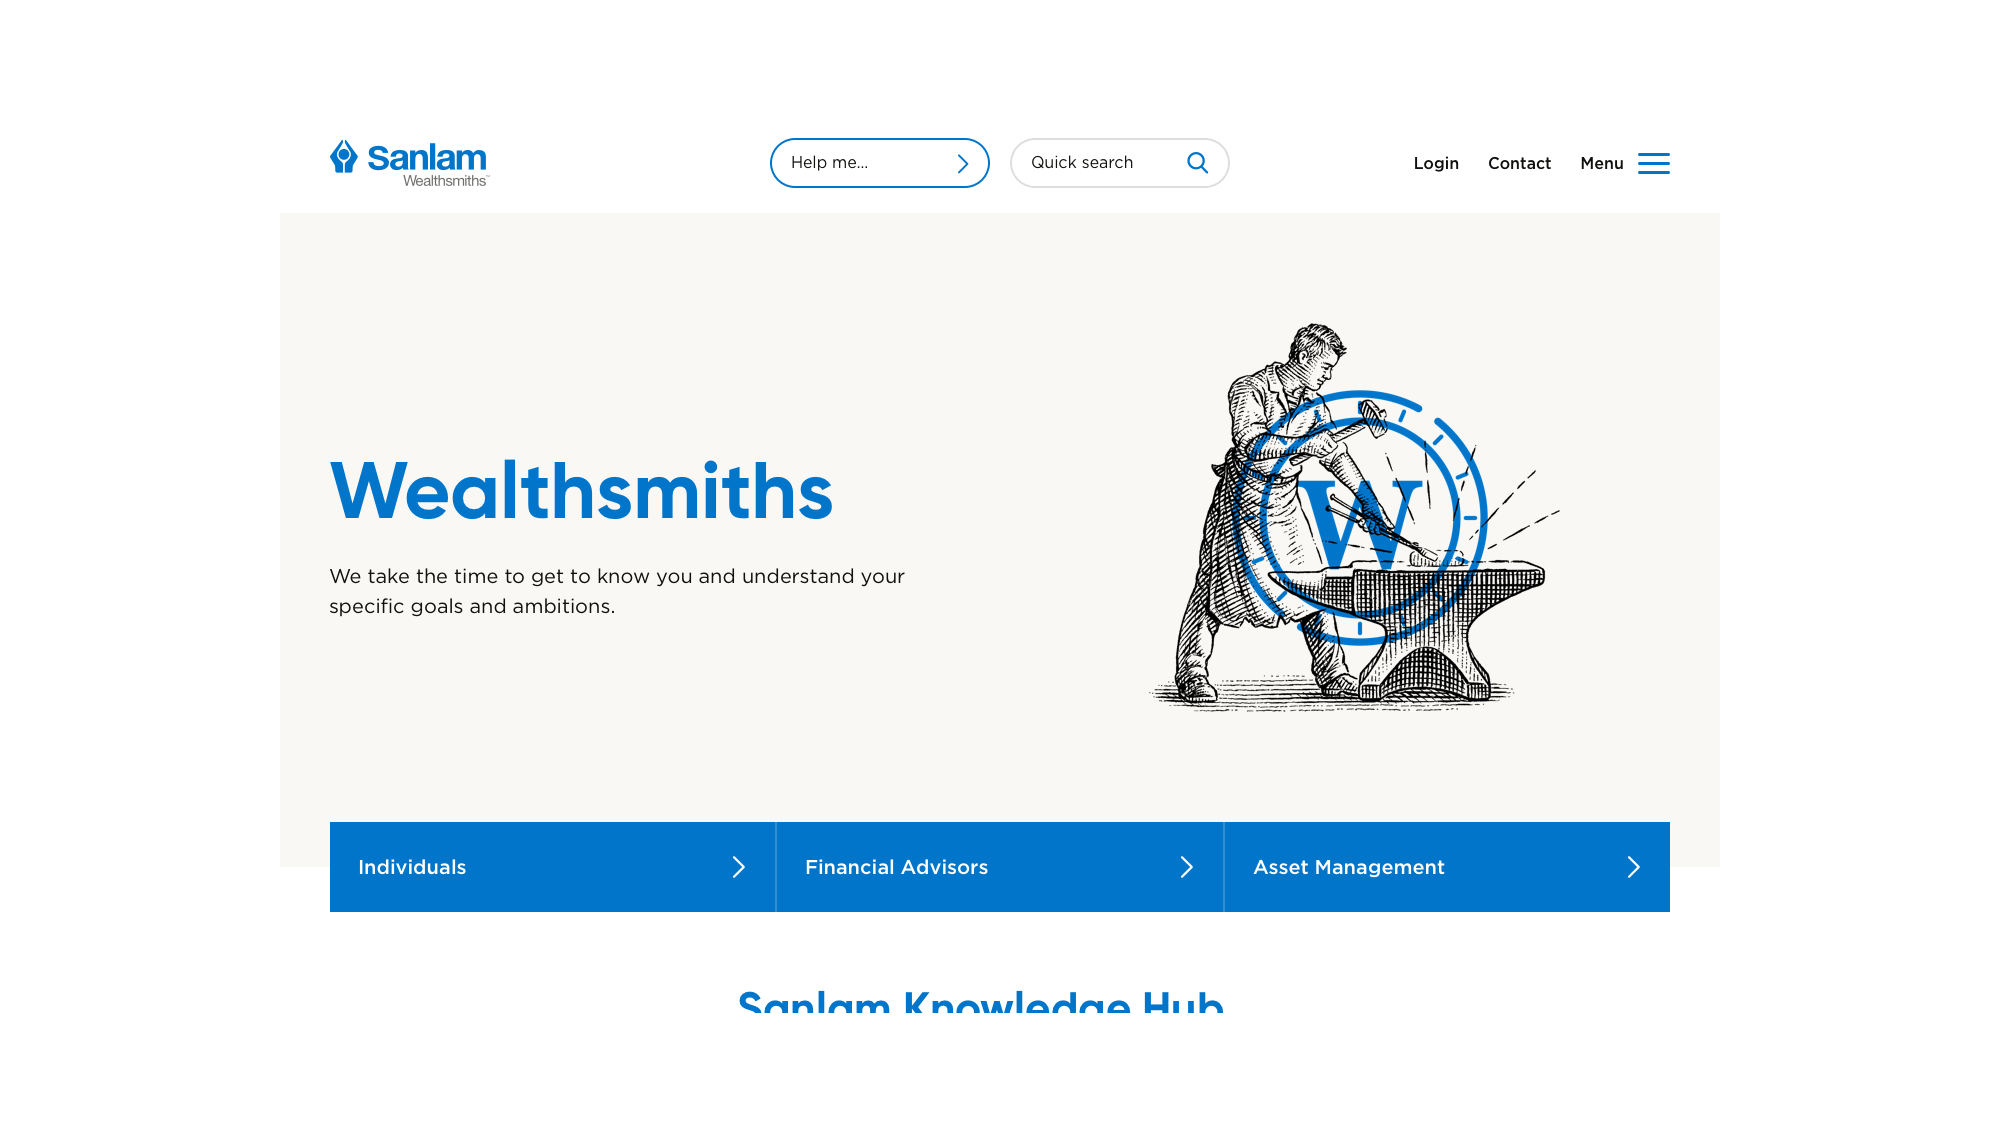 Sanlam
Wealthsmiths™
Help me...
Quick search
Login
Contact
Menu
Wealthsmiths
We take the time to get to know you and understand your
specific goals and ambitions.
W
Individuals
Financial Advisors
Asset Management
Sanlam Knowledge Hub